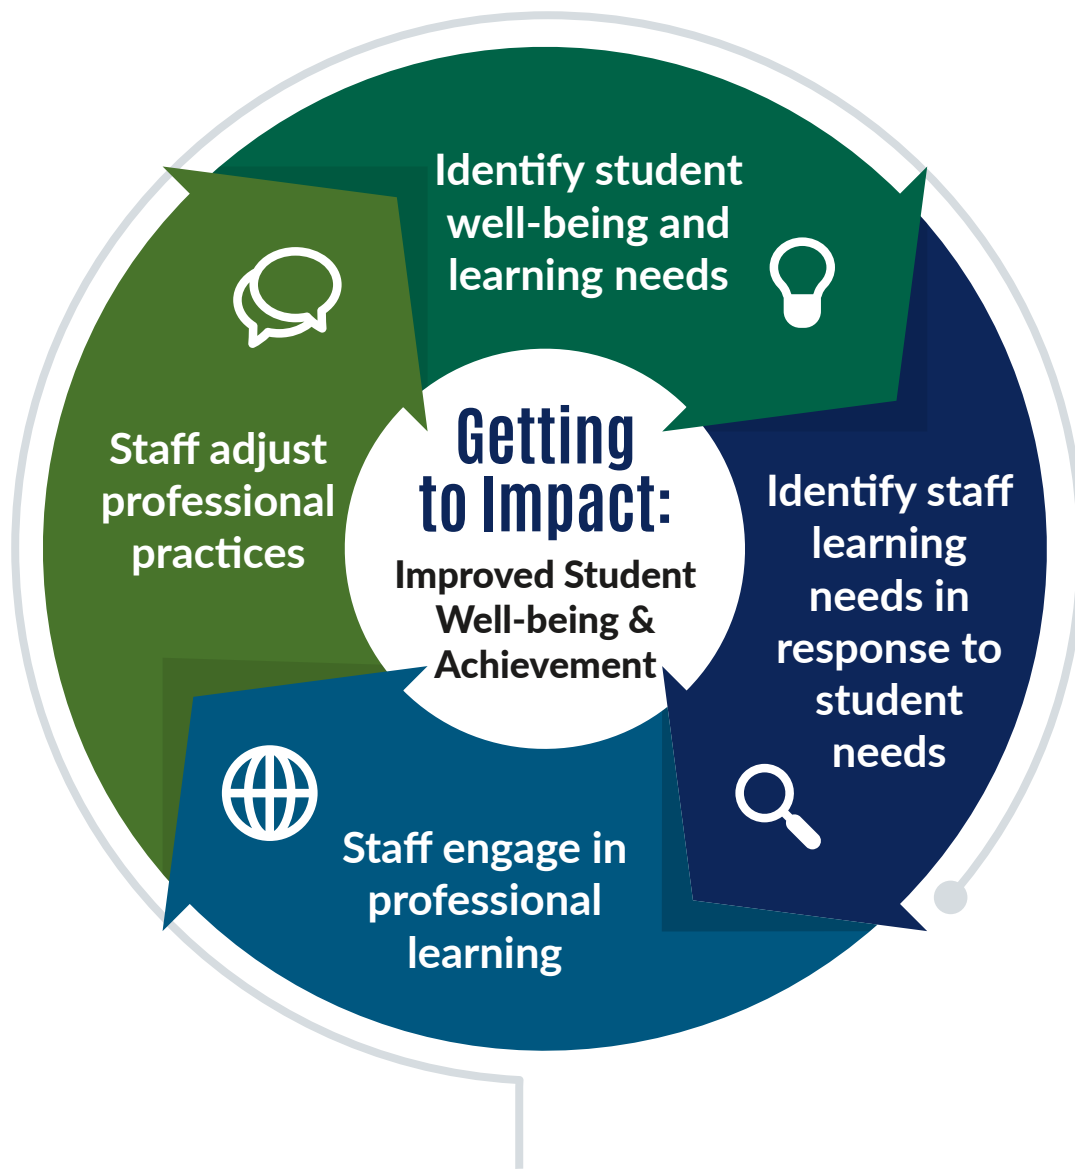 Identify student
well-being and
learning needs
Identify staff
learning
needs in
response to
student
needs
Staff engage in
professional
learning
Staff adjust
professional
practices
Getting
to Impact:
Improved Student
Well-being &
Achievement